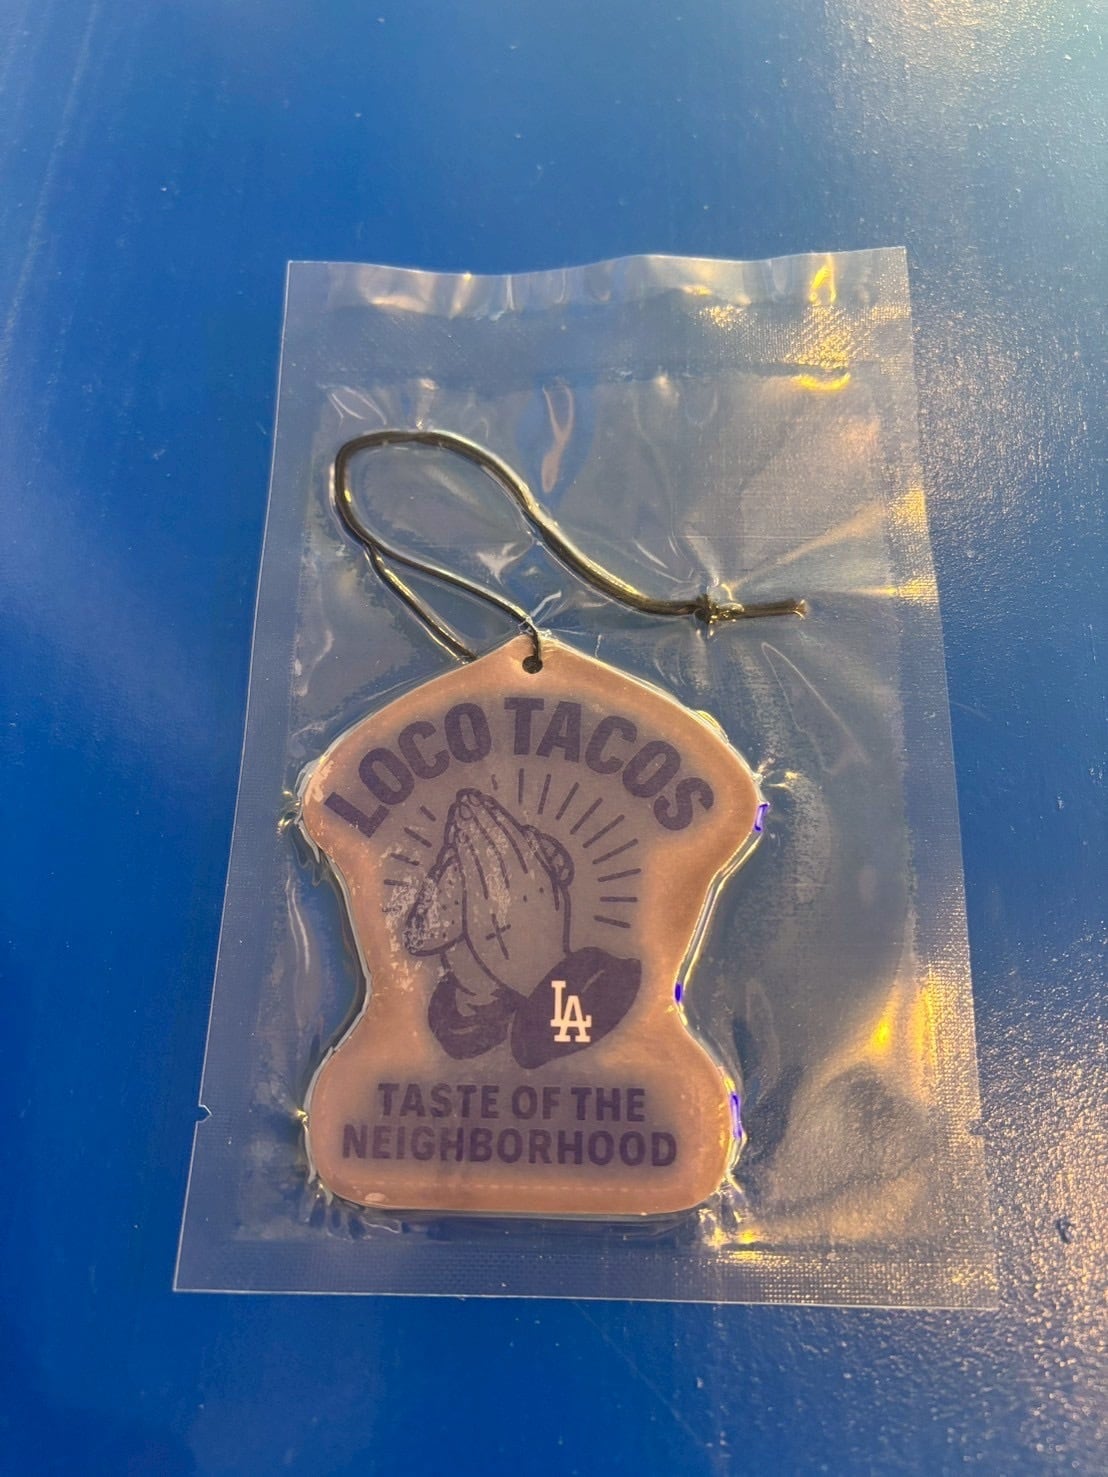 LOCO TACOS
LA
TASTE OF THE
NEIGHBORHOOD